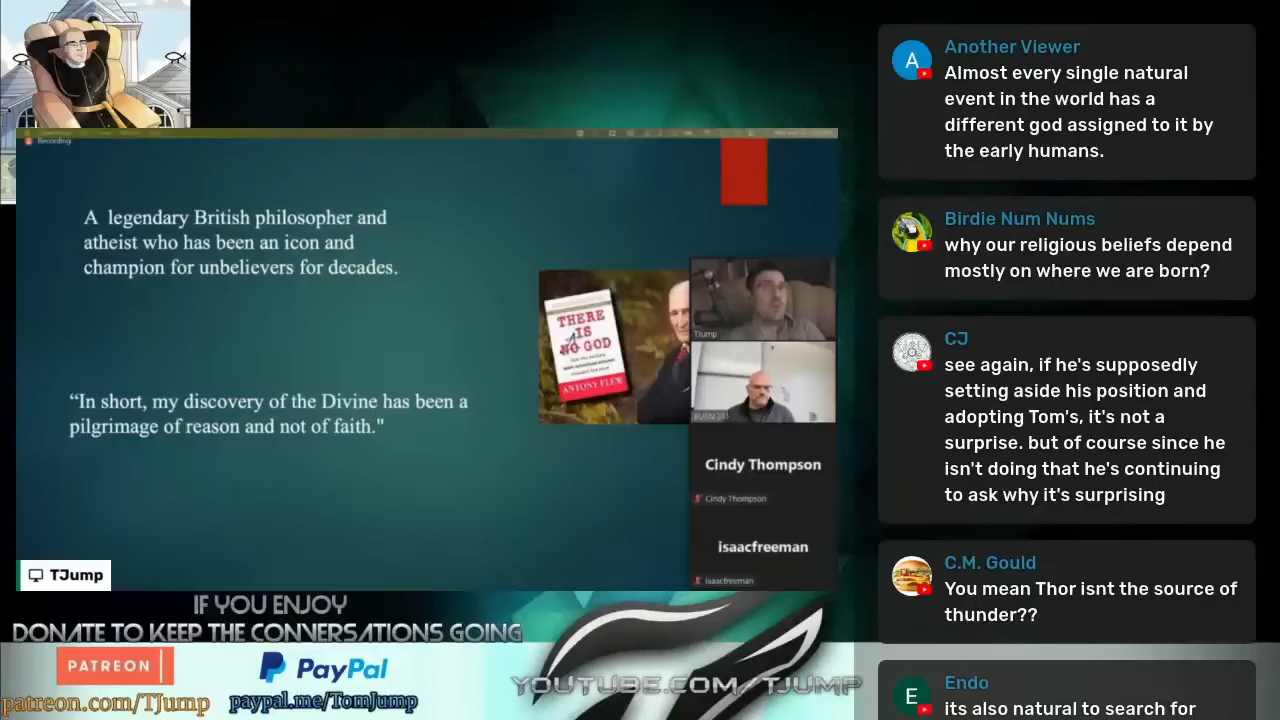 Recording
A legendary British philosopher and
atheist who has been an icon and
champion for unbelievers for decades.
“In short, my discovery of the Divine has been a
pilgrimage of reason and not of faith."
THERE
IS
NO GOD
ANTONY FLEW
TJump
Cindy Thompson
Cindy Thompson
isaacfreeman
isaacfreeman
TJump
IF YOU ENJOY
DONATE TO KEEP THE CONVERSATIONS GOING
PATREON
PayPal
patreon.com/TJump
paypal.me/TomJump
YOUTUBE.COM/TJUMP
A
Another Viewer
Almost every single natural
event in the world has a
different god assigned to it by
the early humans.
Birdie Num Nums
why our religious beliefs depend
mostly on where we are born?
CJ
see again, if he's supposedly
setting aside his position and
adopting Tom's, it's not a
surprise. but of course since he
isn't doing that he's continuing
to ask why it's surprising
C.M. Gould
You mean Thor isnt the source of
thunder??
E
Endo
its also natural to search for